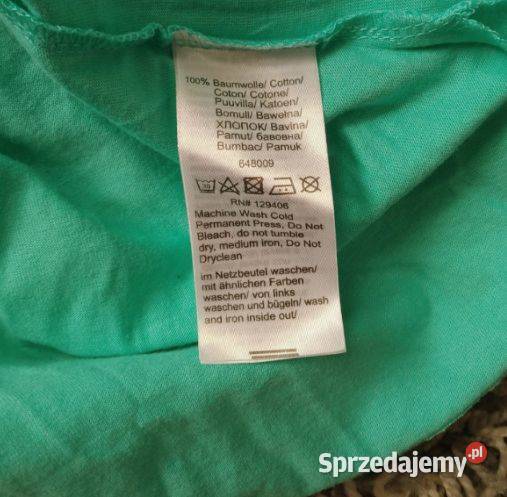 100% Baumwolle/ Cotton/
Coton/ Cotone/
Puuvilla/ Katoen/
Bomull/ Bawełna/
ХЛОПОК/ Bavlna/
Pamut/ бавовна/
Bumbac/ Pamuk
648009
30
RN# 129406
Machine Wash Cold
Permanent Press, Do Not
Bleach, do not tumble
dry, medium iron, Do Not
Dryclean
im Netzbeutel waschen/
mit ähnlichen Farben
waschen/ von links
waschen und bügeln/ wash
and iron inside out/
Sprzedajemy.pl